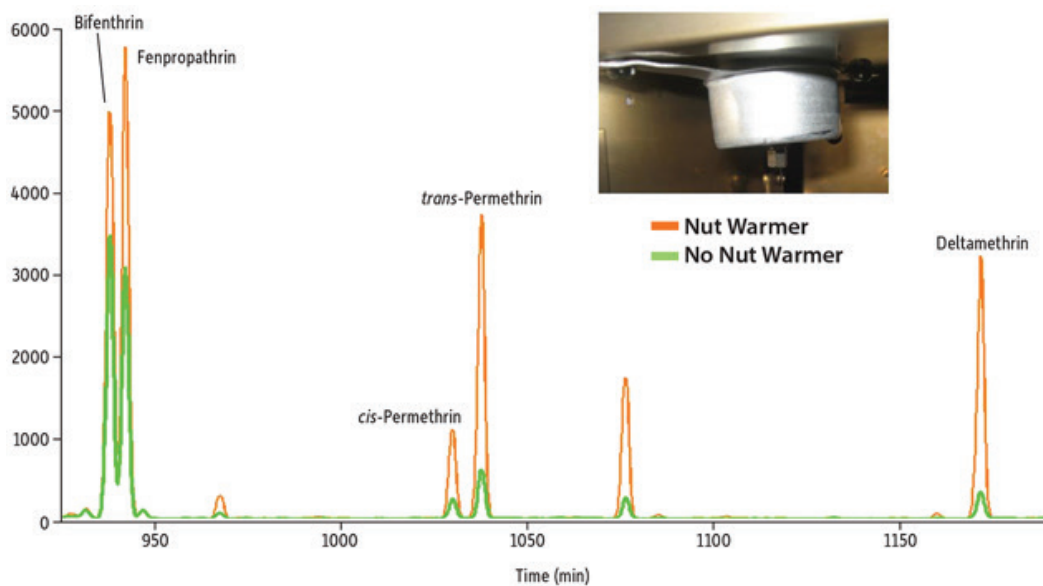 6000
5000
4000
3000
2000
1000
0
Bifenthrin
Fenpropathrin
trans-Permethrin
cis-Permethrin
Deltamethrin
Nut Warmer
No Nut Warmer
950
1000
1050
1100
1150
Time (min)